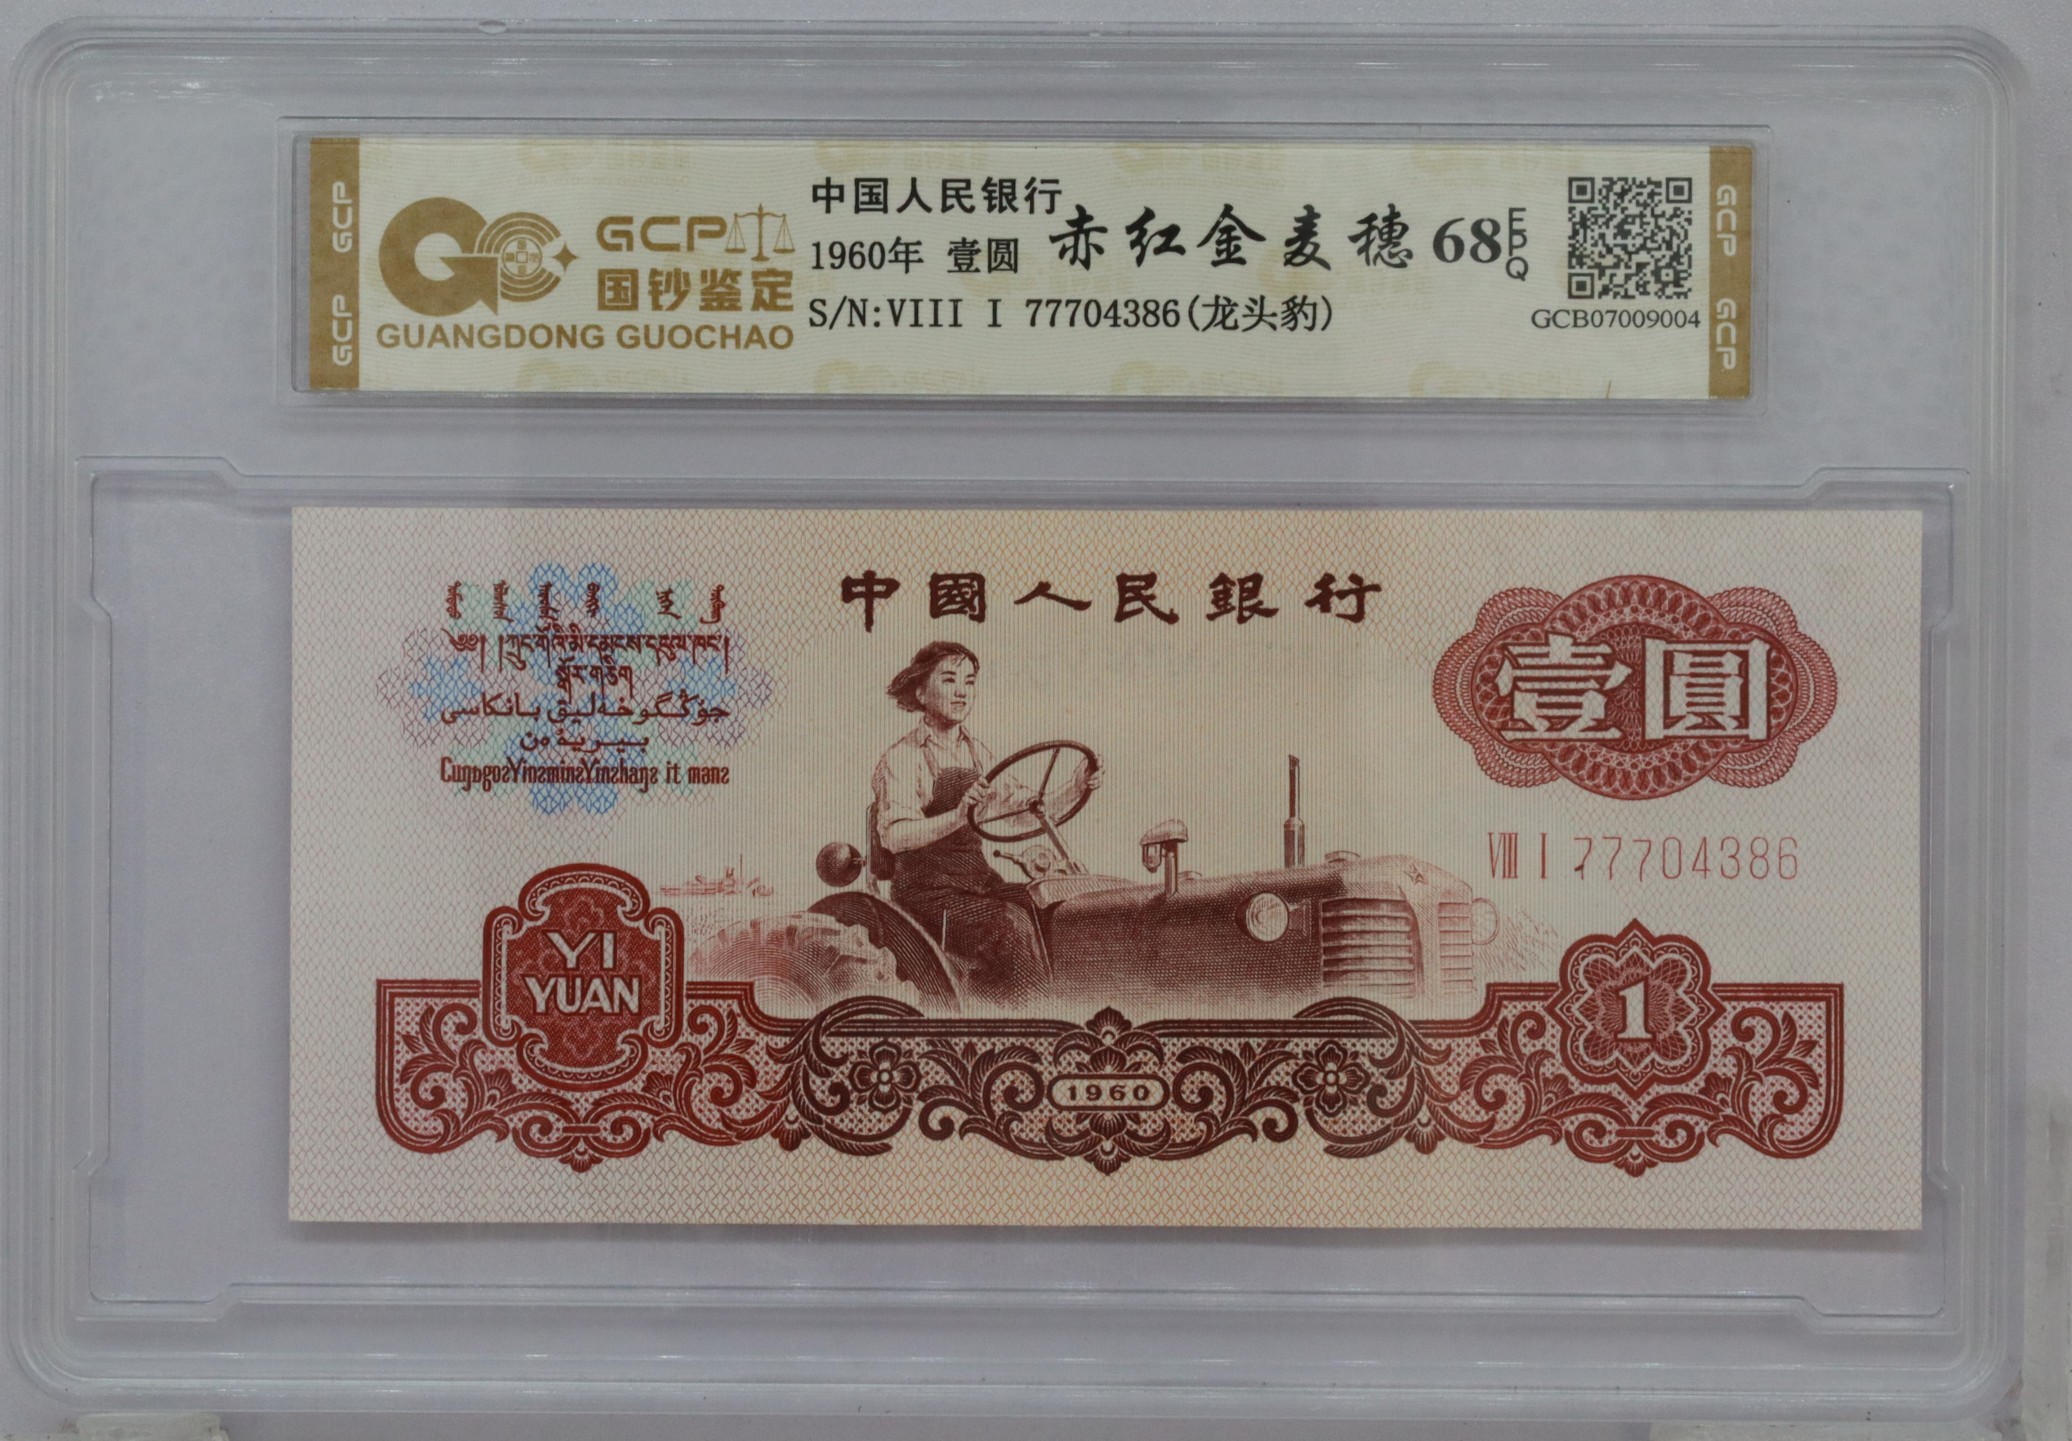 GCP
GCP
GCP
国钞鉴定
GUANGDONG GUOCHAO
中国人民银行
1960年 壹圆
赤红金麦穗
68
EPQ
S/N:VIII I 77704386(龙头豹)
GCB07009004
GCP
GCP
中國人民銀行
壹圓
VIII I 77704386
YI
YUAN
1960
1